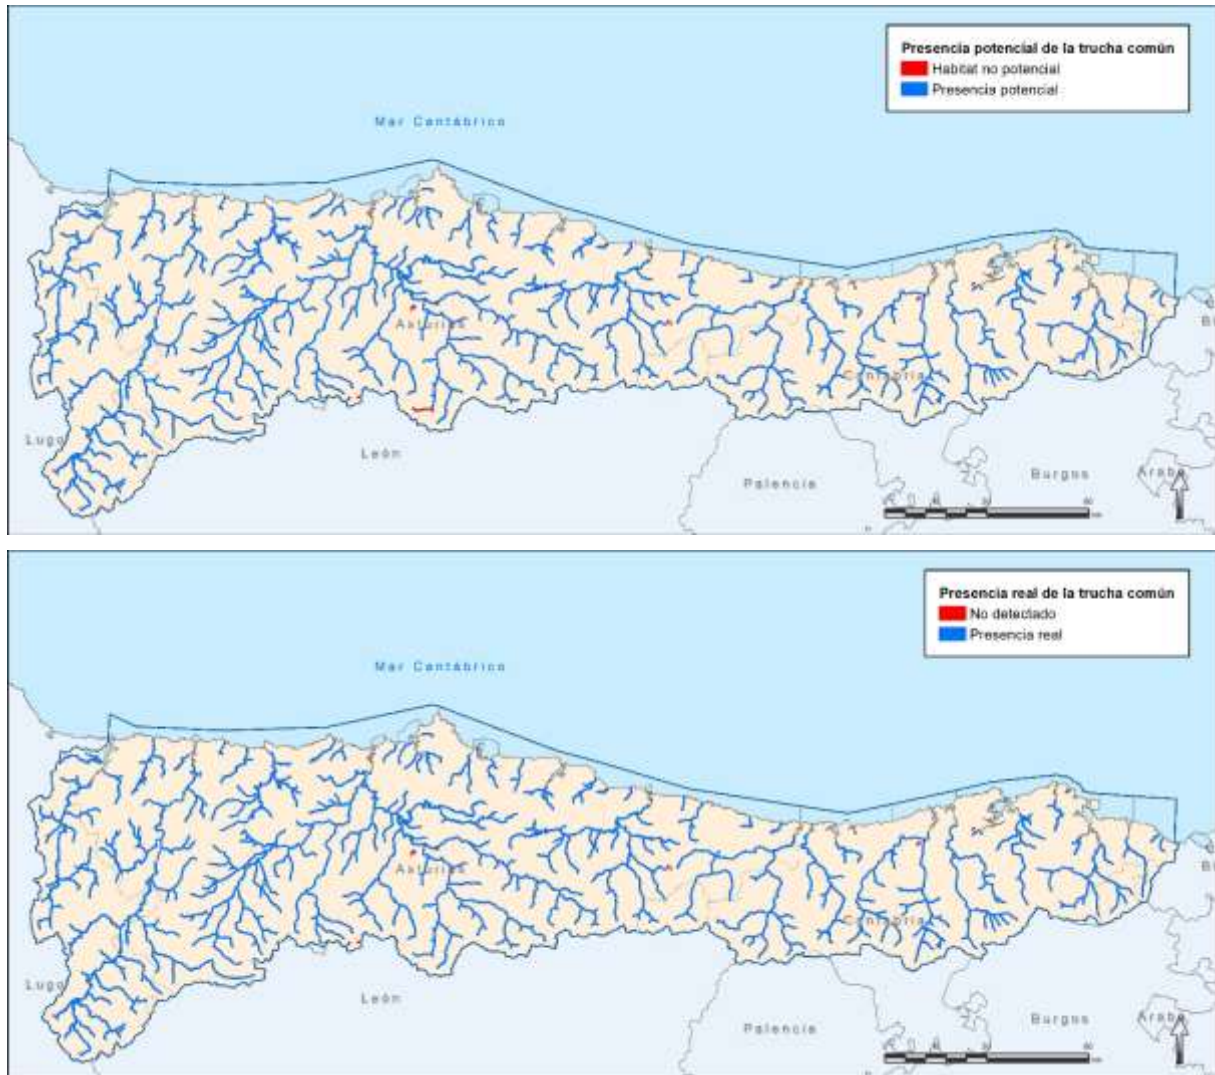 Presencia potencial de la trucha común
Habitat no potencial
Presencia potencial
Mar Cantábrico
Asturias
Cantabria
Lugo
León
Palencia
Burgos
Araba
Presencia real de la trucha común
No detectado
Presencia real
Mar Cantábrico
Asturias
Cantabria
Lugo
León
Palencia
Burgos
Araba